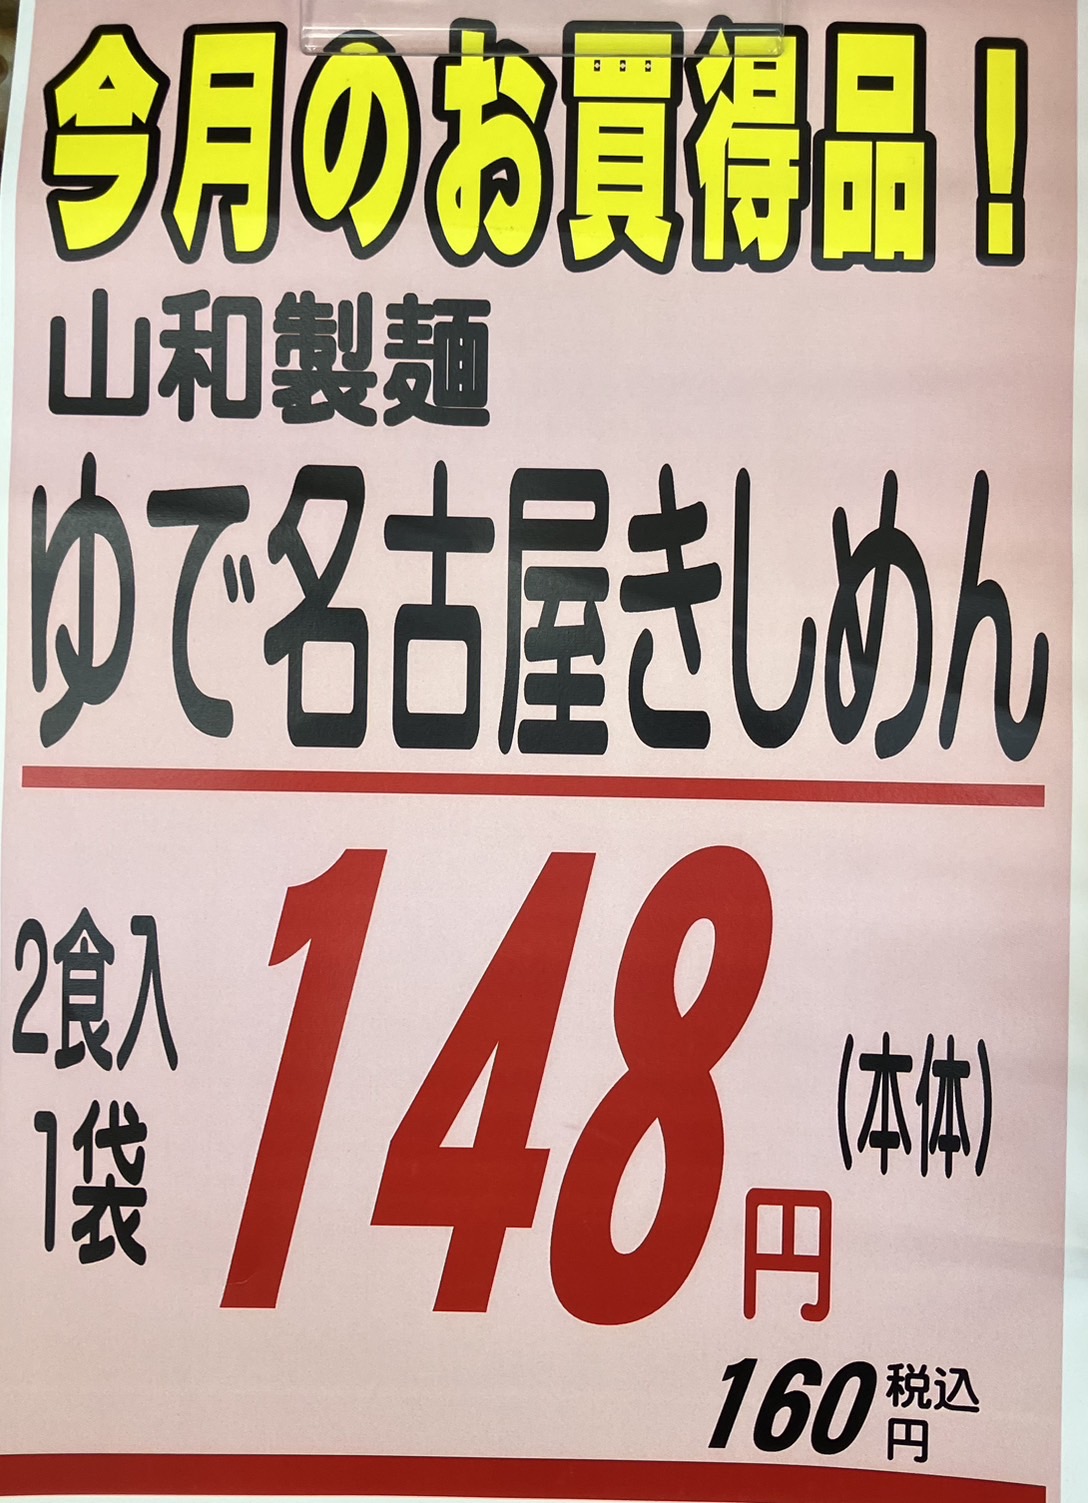 今月のお買得品！
山和製麺
ゆで名古屋きしめん
2食入
1袋
148円
(本体)
160円
税込